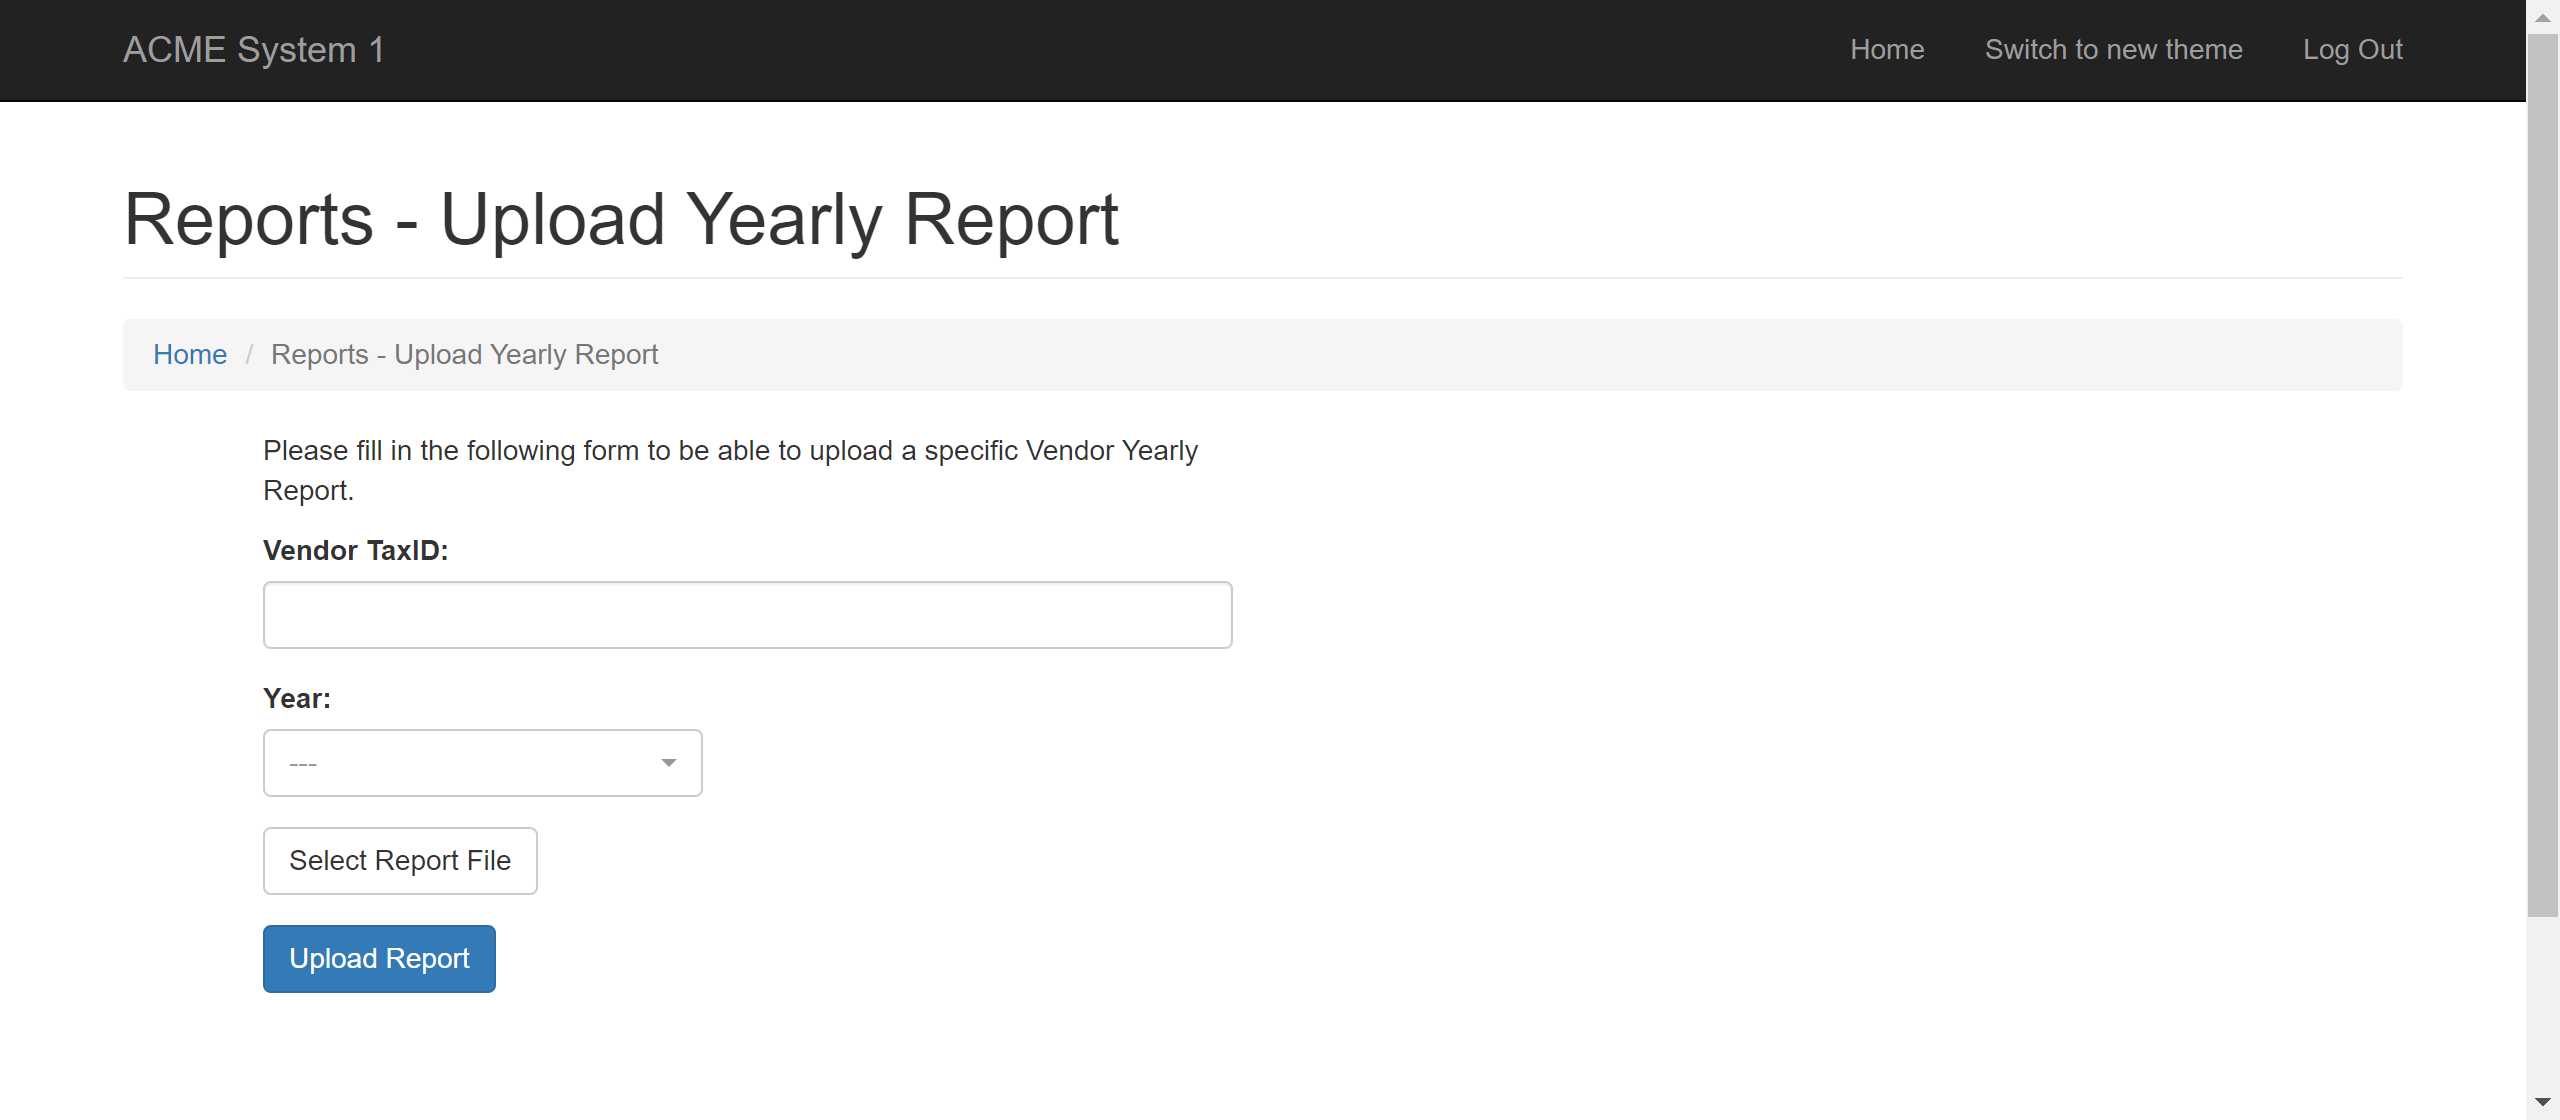 ACME System 1
Home
Switch to new theme
Log Out
Reports - Upload Yearly Report
Home / Reports - Upload Yearly Report
Please fill in the following form to be able to upload a specific Vendor Yearly
Report.
Vendor TaxID:
Year:
---
Select Report File
Upload Report